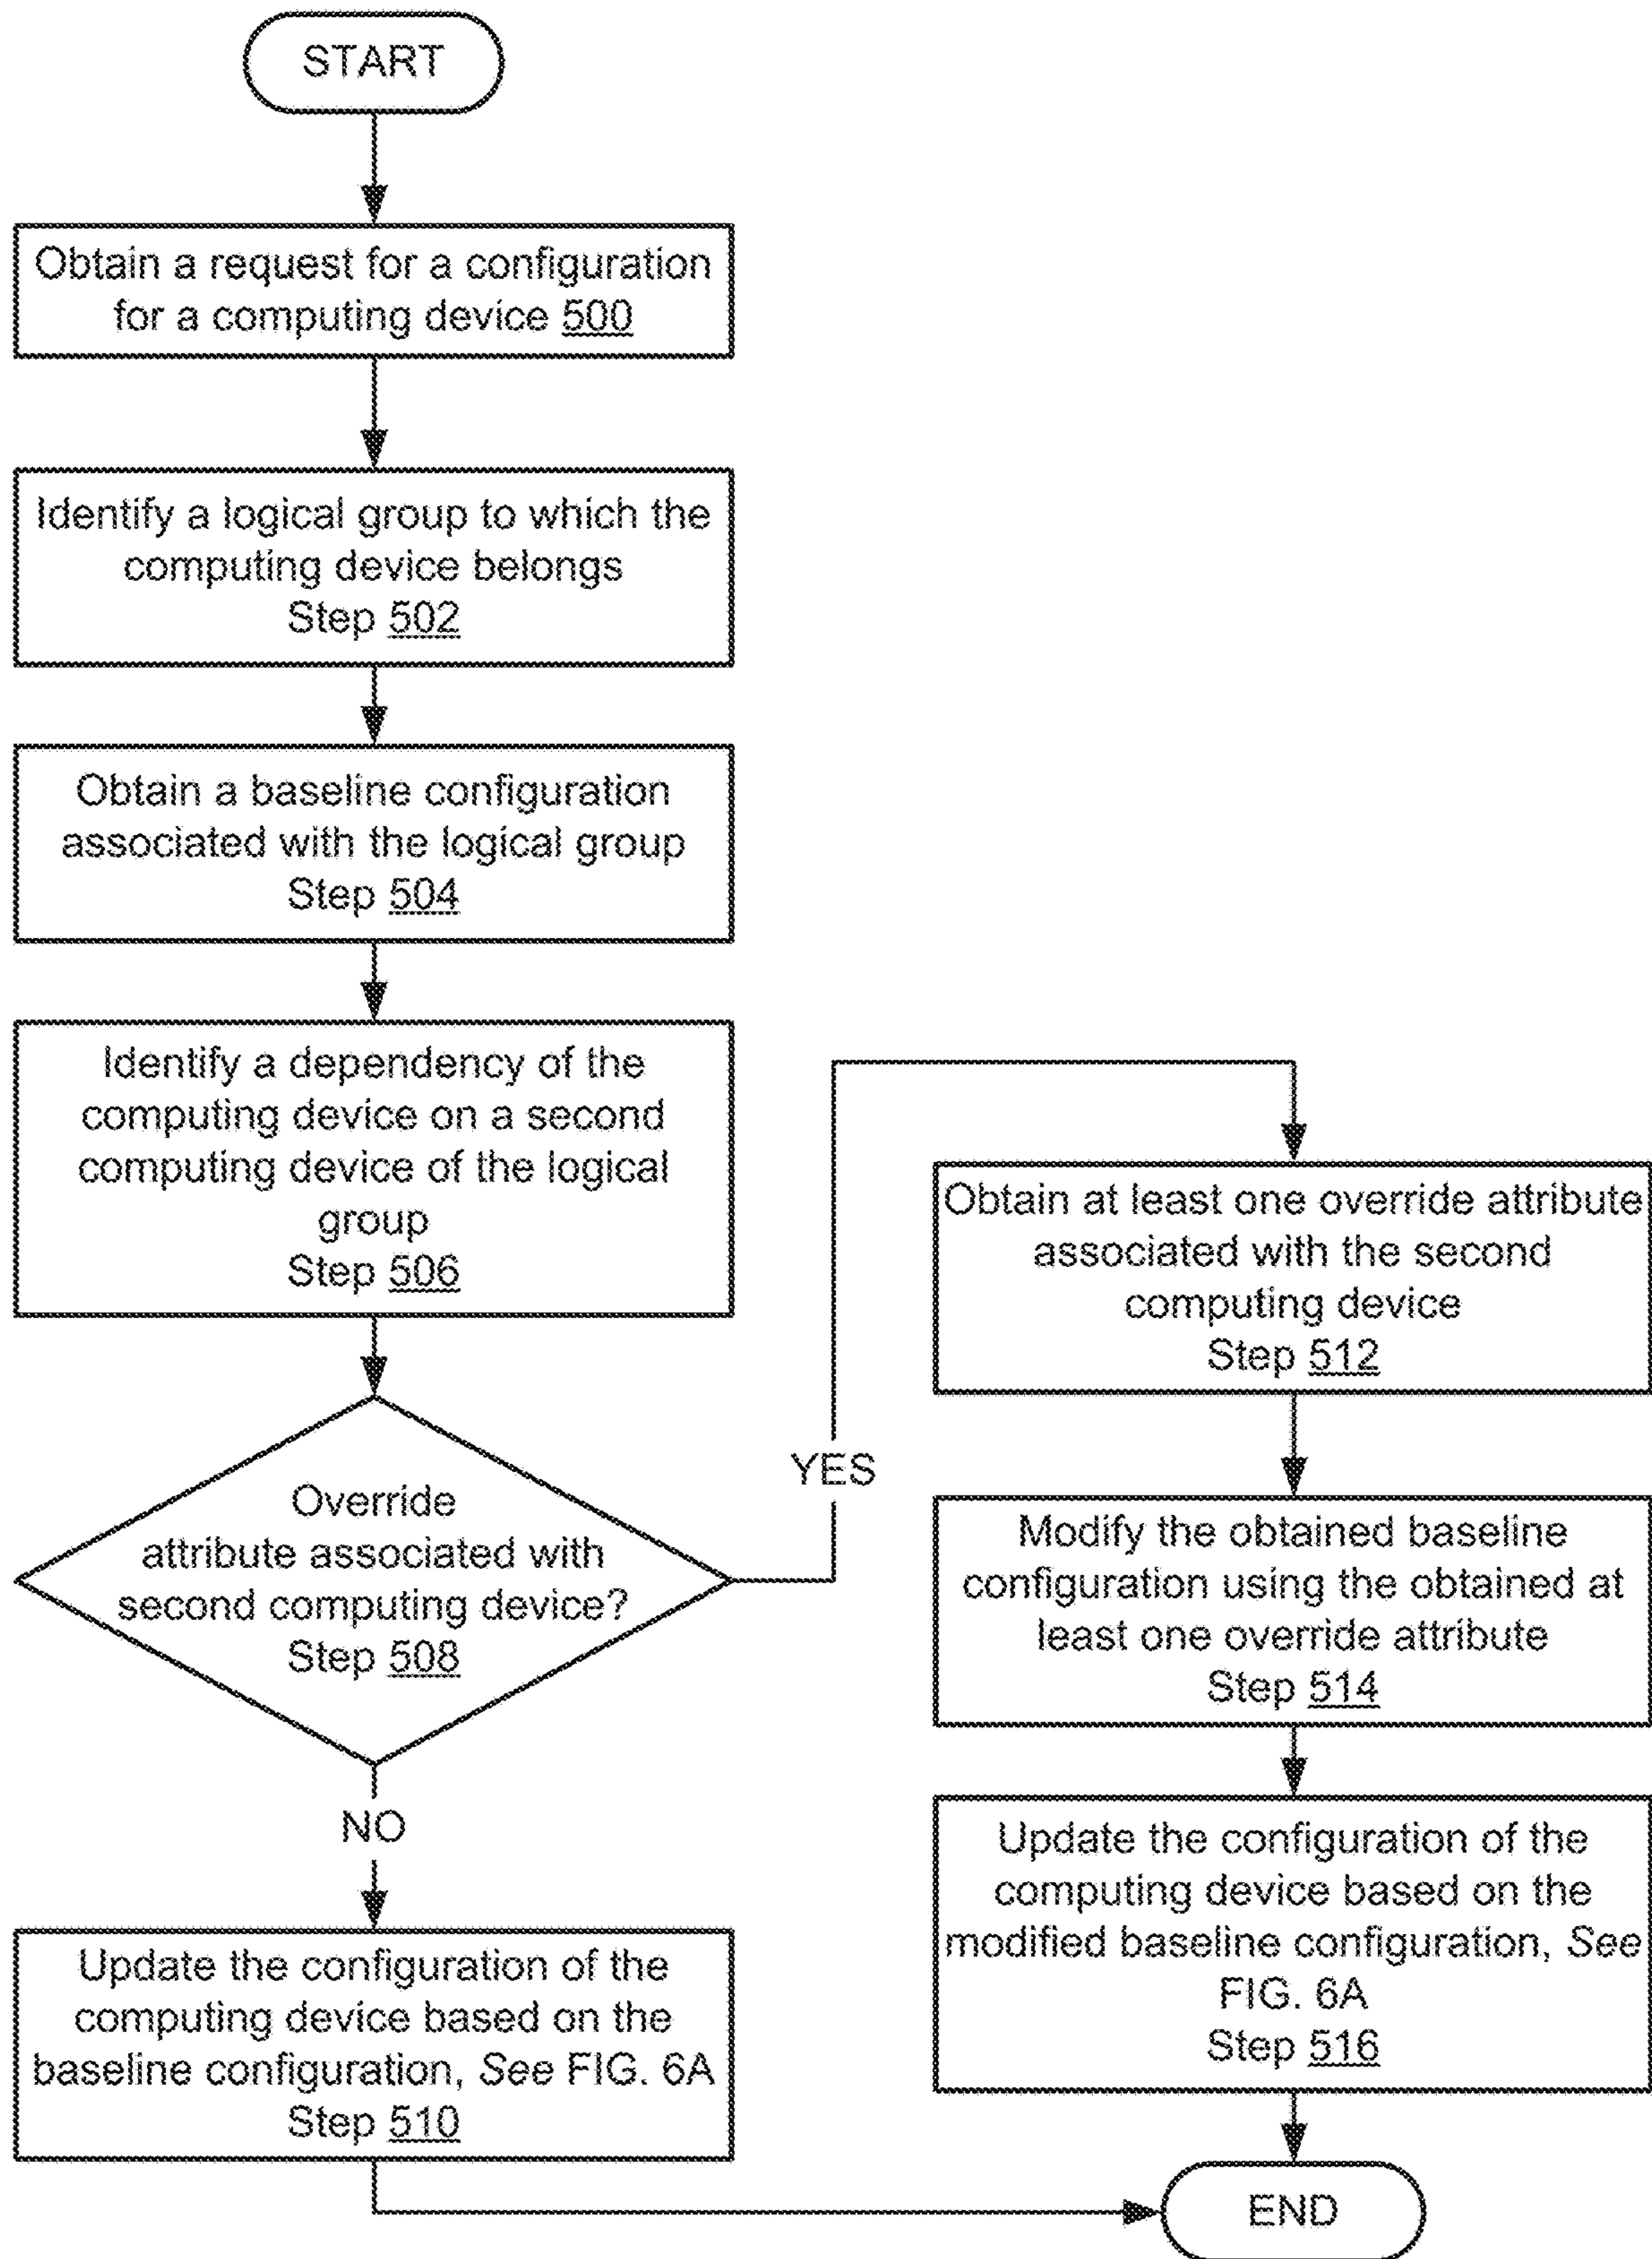 START
Obtain a request for a configuration
for a computing device 500
Identify a logical group to which the
computing device belongs
Step 502
Obtain a baseline configuration
associated with the logical group
Step 504
Identify a dependency of the
computing device on a second
computing device of the logical
group
Step 506
Override
attribute associated with
second computing device?
Step 508
YES
NO
Update the configuration of the
computing device based on the
baseline configuration, See FIG. 6A
Step 510
Obtain at least one override attribute
associated with the second
computing device
Step 512
Modify the obtained baseline
configuration using the obtained at
least one override attribute
Step 514
Update the configuration of the
computing device based on the
modified baseline configuration, See
FIG. 6A
Step 516
END